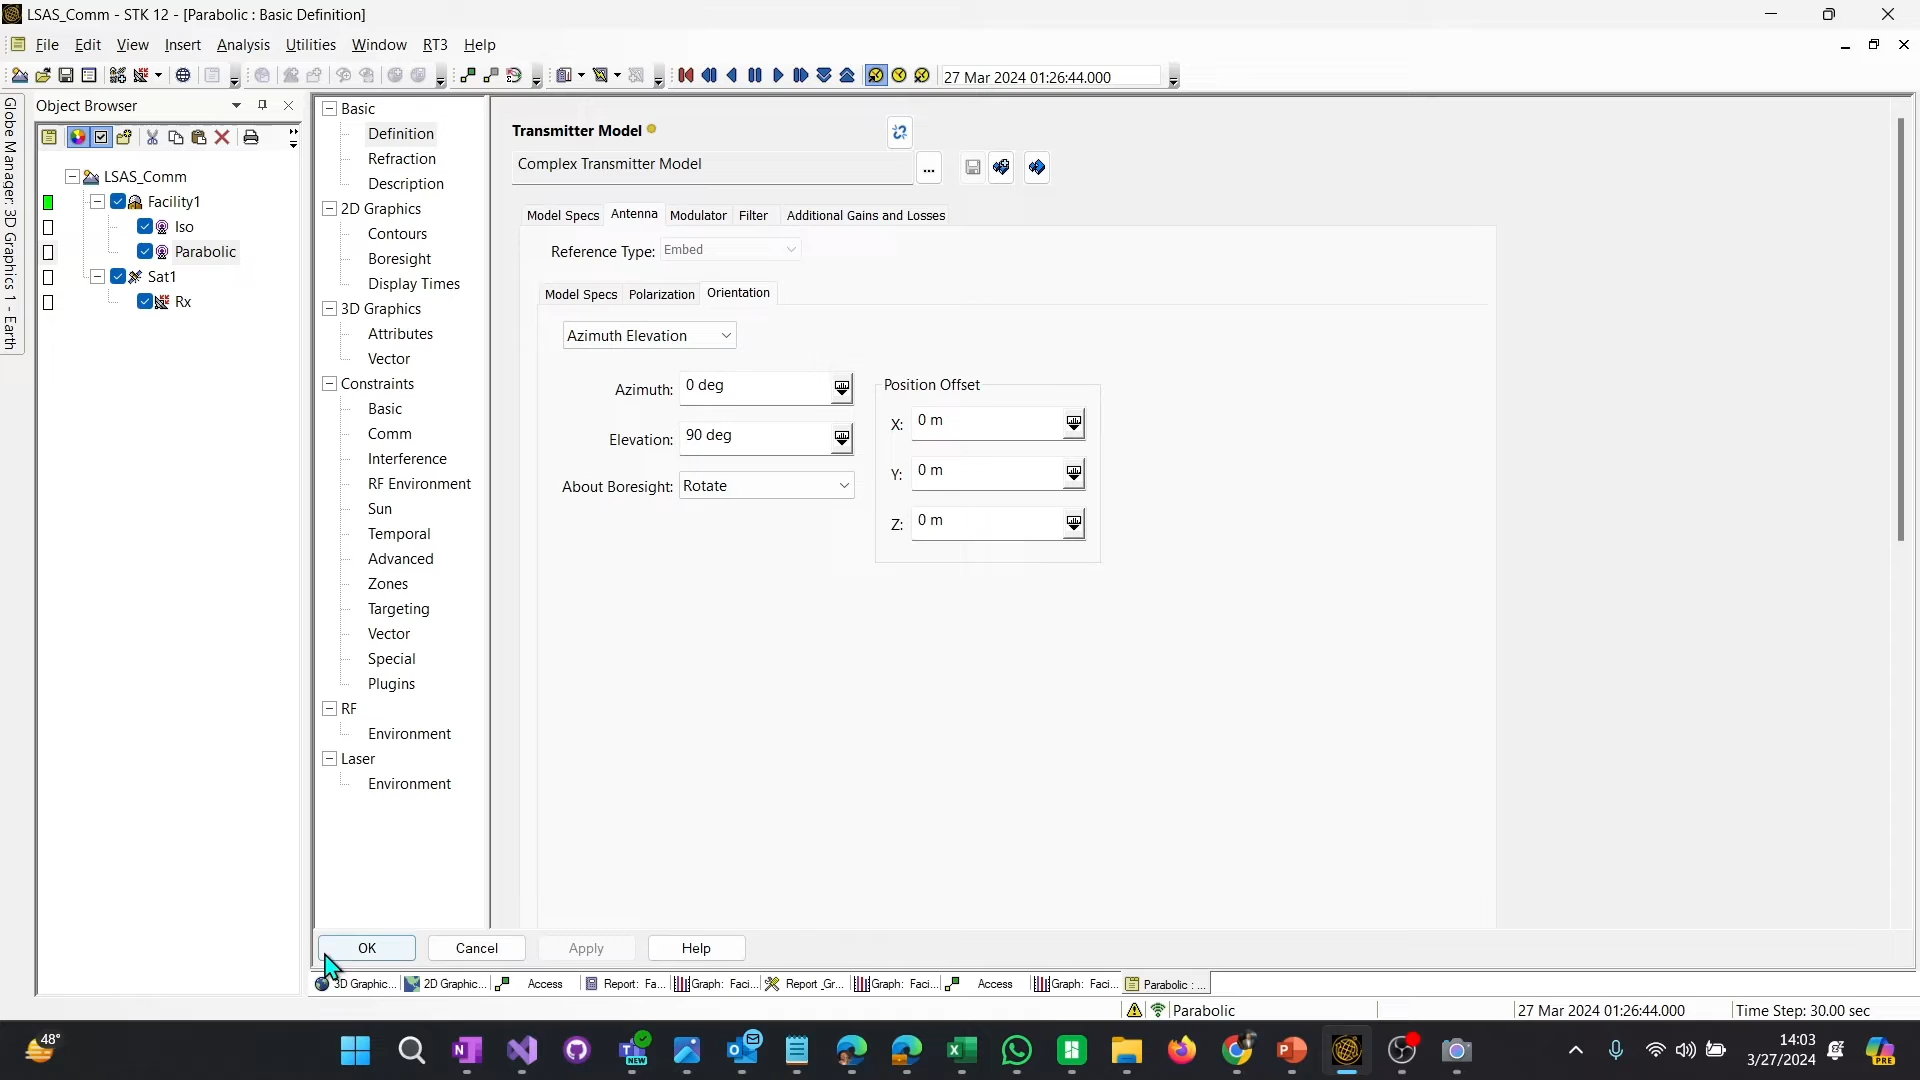 LSAS_Comm - STK 12 - [Parabolic : Basic Definition]
File Edit View Insert Analysis Utilities Window RT3 Help
27 Mar 2024 01:26:44.000
Globe Manager: 3D Graphics 1 - Earth
Object Browser
LSAS_Comm
Facility1
Iso
Parabolic
Sat1
Rx
Basic
Definition
Refraction
Description
2D Graphics
Contours
Boresight
Display Times
3D Graphics
Attributes
Vector
Constraints
Basic
Comm
Interference
RF Environment
Sun
Temporal
Advanced
Zones
Targeting
Vector
Special
Plugins
RF
Environment
Laser
Environment
Transmitter Model
Complex Transmitter Model
...
Model Specs Antenna Modulator Filter Additional Gains and Losses
Reference Type: Embed
Model Specs Polarization Orientation
Azimuth Elevation
Azimuth: 0 deg
Elevation: 90 deg
About Boresight: Rotate
Position Offset
X: 0 m
Y: 0 m
Z: 0 m
OK Cancel Apply Help
3D Graphic... 2D Graphic... Access Report: Fa... Graph: Faci... Report _Gr... Graph: Faci... Access Graph: Faci... Parabolic : ...
Parabolic 27 Mar 2024 01:26:44.000 Time Step: 30.00 sec
48°
NEW
14:03
3/27/2024
PRE